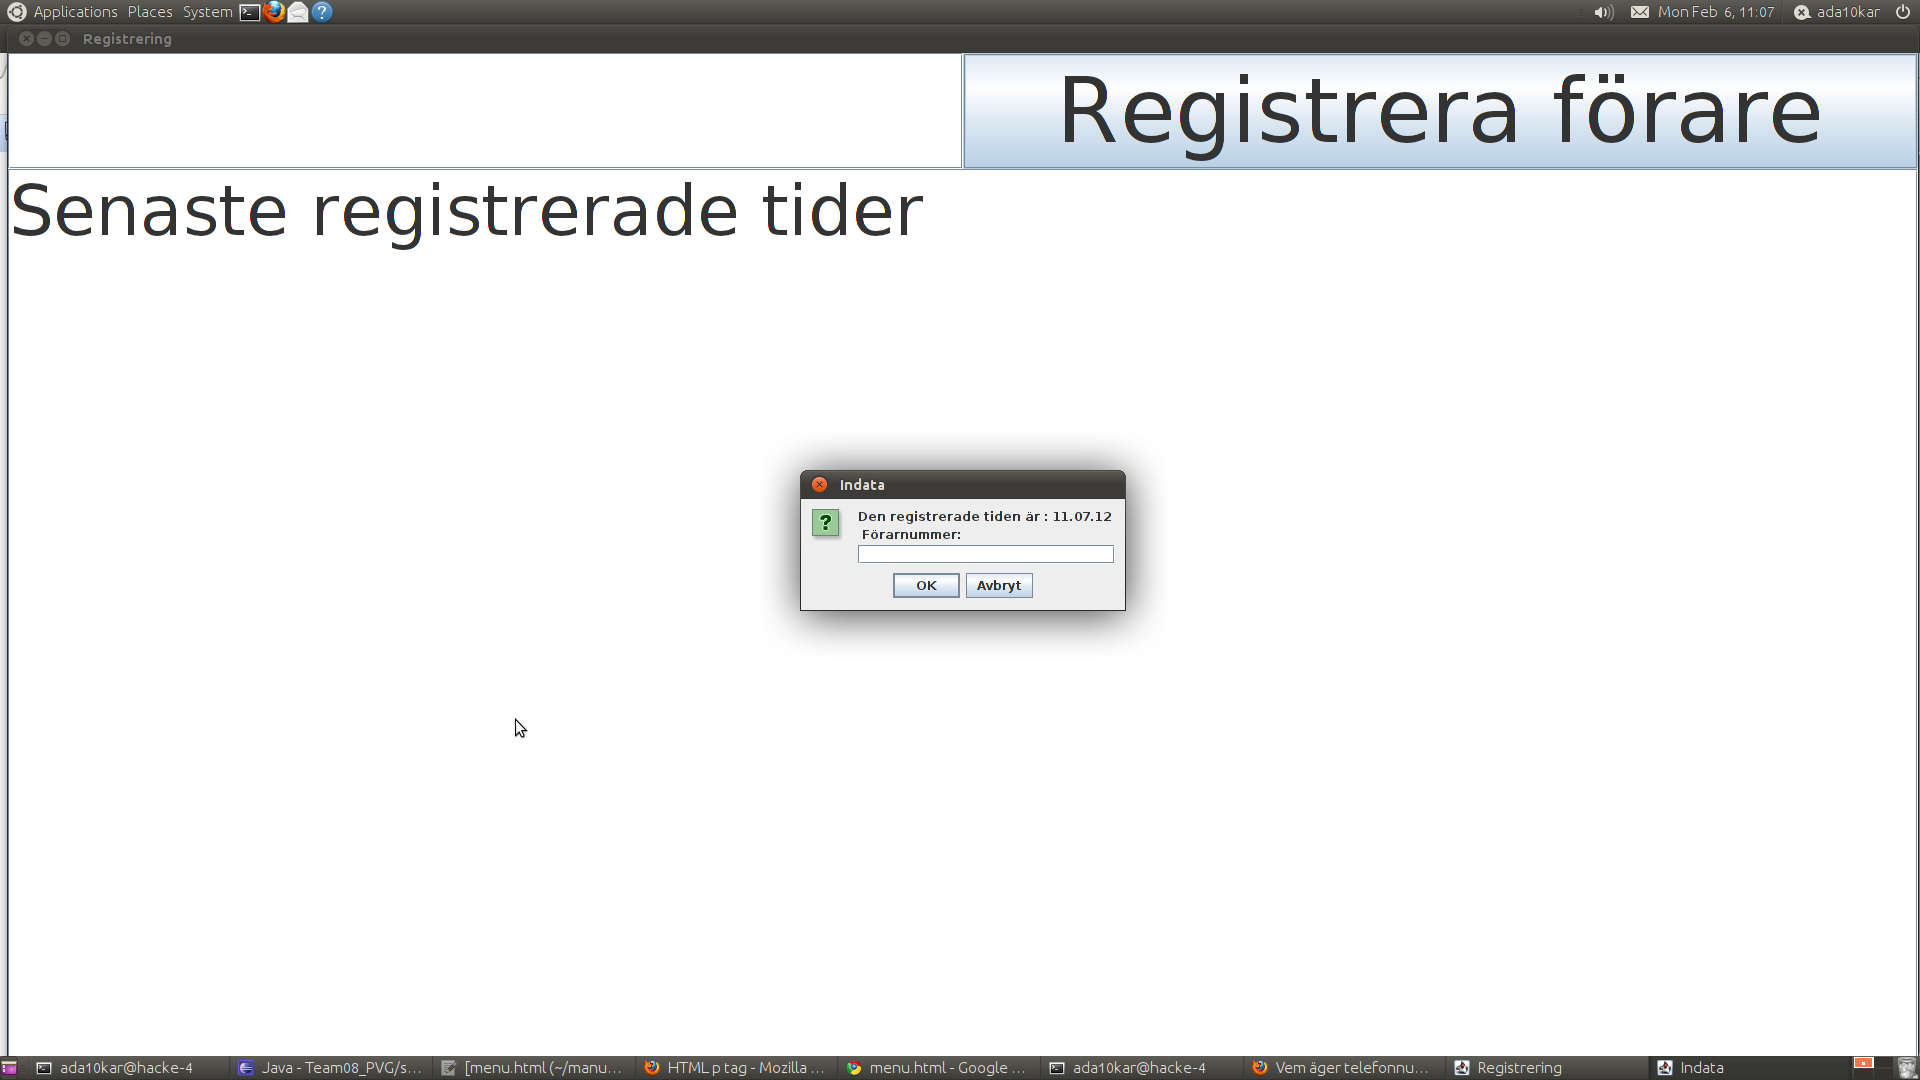 Applications Places System
Mon Feb 6, 11:07 ada10kar
Registrering
Registrera förare
Senaste registrerade tider
Indata
Den registrerade tiden är : 11.07.12
Förarnummer:
OK Avbryt
ada10kar@hacke-4 Java - Team08_PVG/s... [menu.html (~/manu... HTML p tag - Mozilla ... menu.html - Google ... ada10kar@hacke-4 Vem äger telefonnu... Registrering Indata